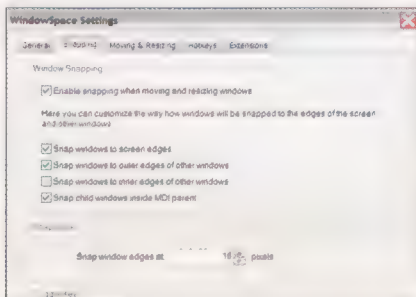 WindowSpace Settings
General Snapping Moving & Resizing Hotkeys Extensions
Window Snapping
Enable snapping when moving and resizing windows
Here you can customize the way how windows will be snapped to the edges of the screen
and other windows
Snap windows to screen edges
Snap windows to outer edges of other windows
Snap windows to inner edges of other windows
Snap child windows inside MDI parent
Snap window edges at pixels